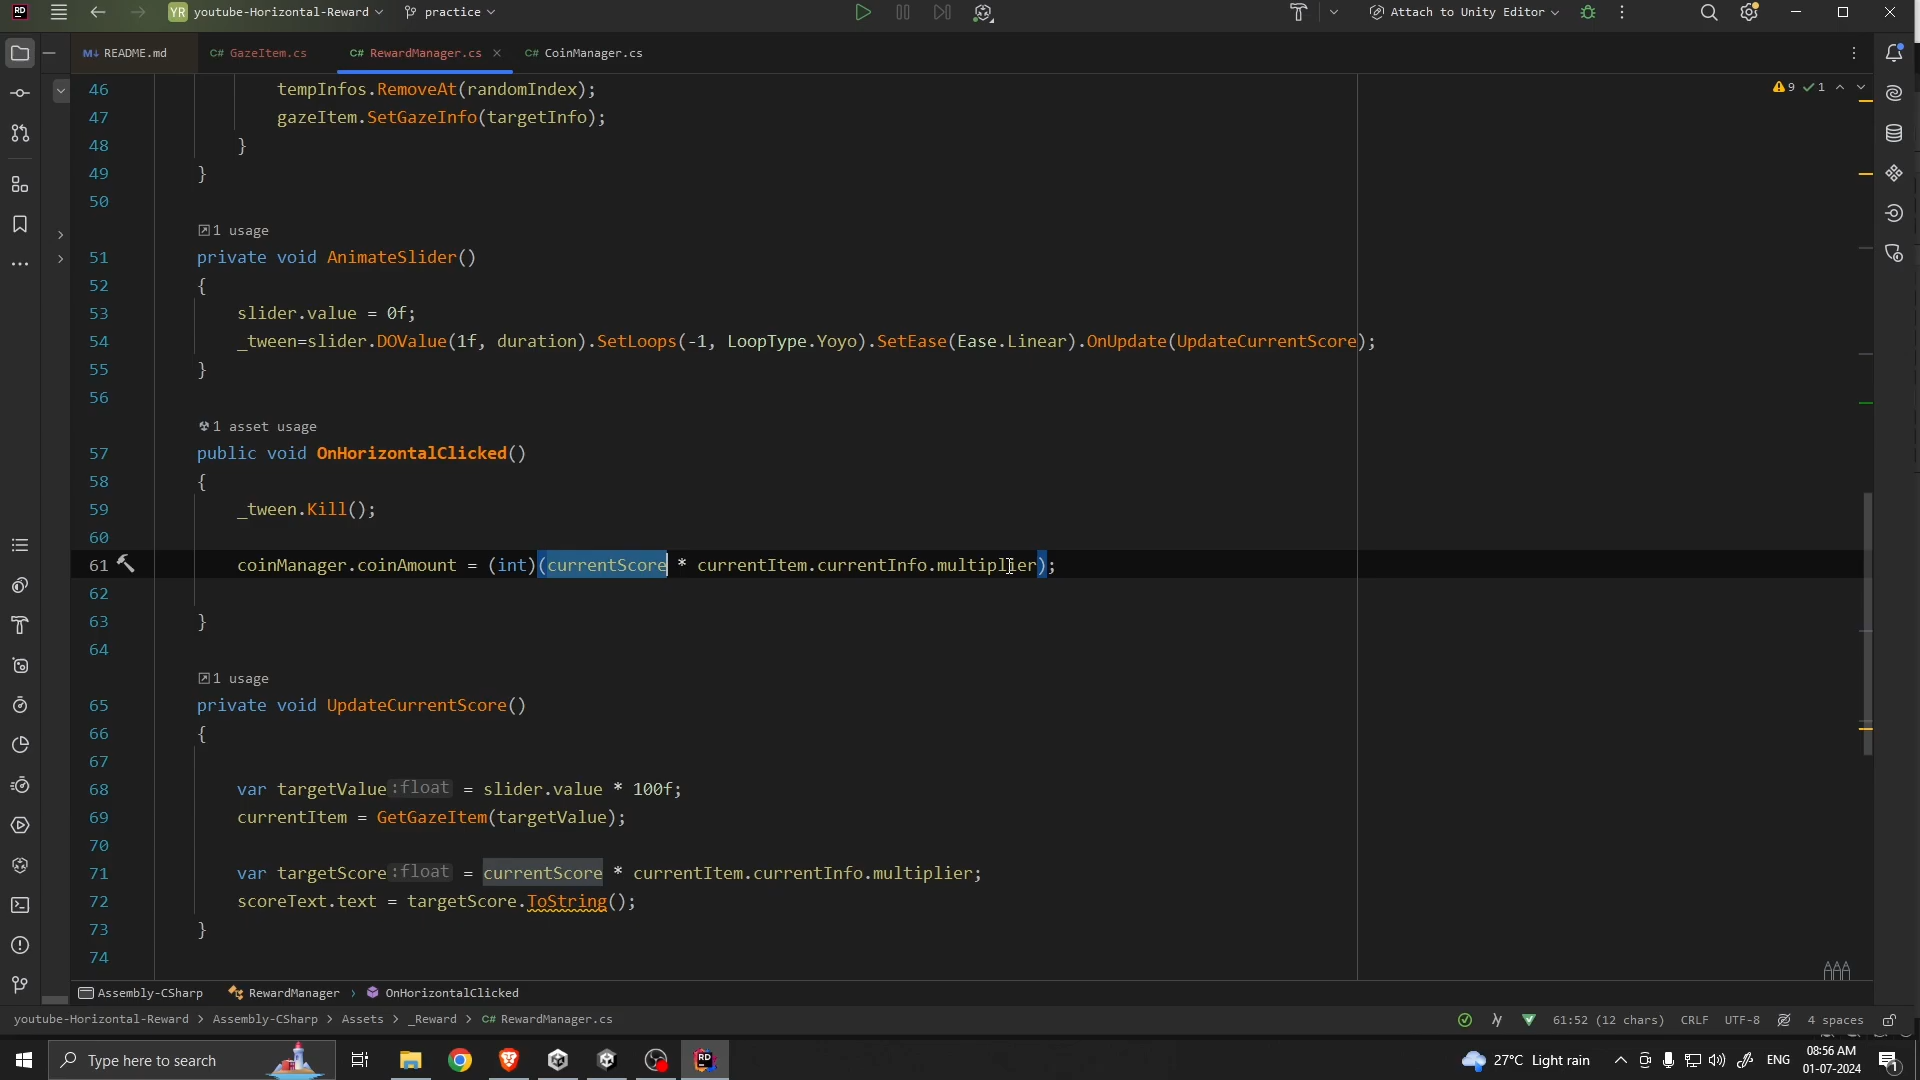 RD YR youtube-Horizontal-Reward practice Attach to Unity Editor
M↓ README.md C# GazeItem.cs C# RewardManager.cs × C# CoinManager.cs
9 1
46 tempInfos.RemoveAt(randomIndex);
47 gazeItem.SetGazeInfo(targetInfo);
48 }
49 }
50
1 usage
51 private void AnimateSlider()
52 {
53 slider.value = 0f;
54 _tween=slider.DOValue(1f, duration).SetLoops(-1, LoopType.Yoyo).SetEase(Ease.Linear).OnUpdate(UpdateCurrentScore);
55 }
56
1 asset usage
57 public void OnHorizontalClicked()
58 {
59 _tween.Kill();
60
61 coinManager.coinAmount = (int)(currentScore * currentItem.currentInfo.multiplier);
62
63 }
64
1 usage
65 private void UpdateCurrentScore()
66 {
67
68 var targetValue :float = slider.value * 100f;
69 currentItem = GetGazeItem(targetValue);
70
71 var targetScore :float = currentScore * currentItem.currentInfo.multiplier;
72 scoreText.text = targetScore.ToString();
73 }
74
Assembly-CSharp RewardManager › OnHorizontalClicked
youtube-Horizontal-Reward › Assembly-CSharp › Assets › _Reward › C# RewardManager.cs 61:52 (12 chars) CRLF UTF-8 4 spaces
Type here to search RD 27°C Light rain ENG 08:56 AM
01-07-2024 1